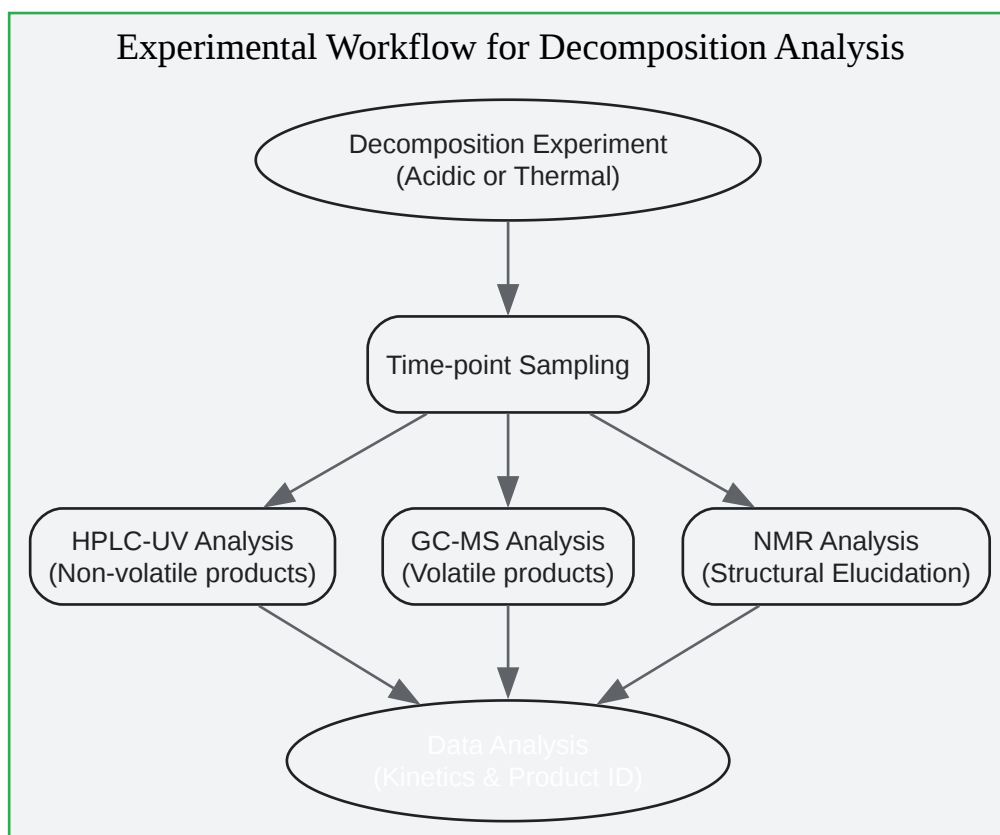 Experimental Workflow for Decomposition Analysis
Decomposition Experiment
(Acidic or Thermal)
Time-point Sampling
HPLC-UV Analysis
(Non-volatile products)
GC-MS Analysis
(Volatile products)
NMR Analysis
(Structural Elucidation)
Data Analysis
(Kinetics & Product ID)